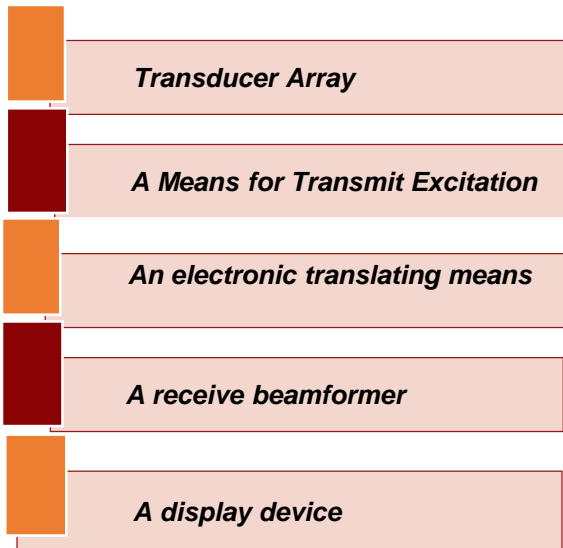 Transducer Array
A Means for Transmit Excitation
An electronic translating means
A receive beamformer
A display device